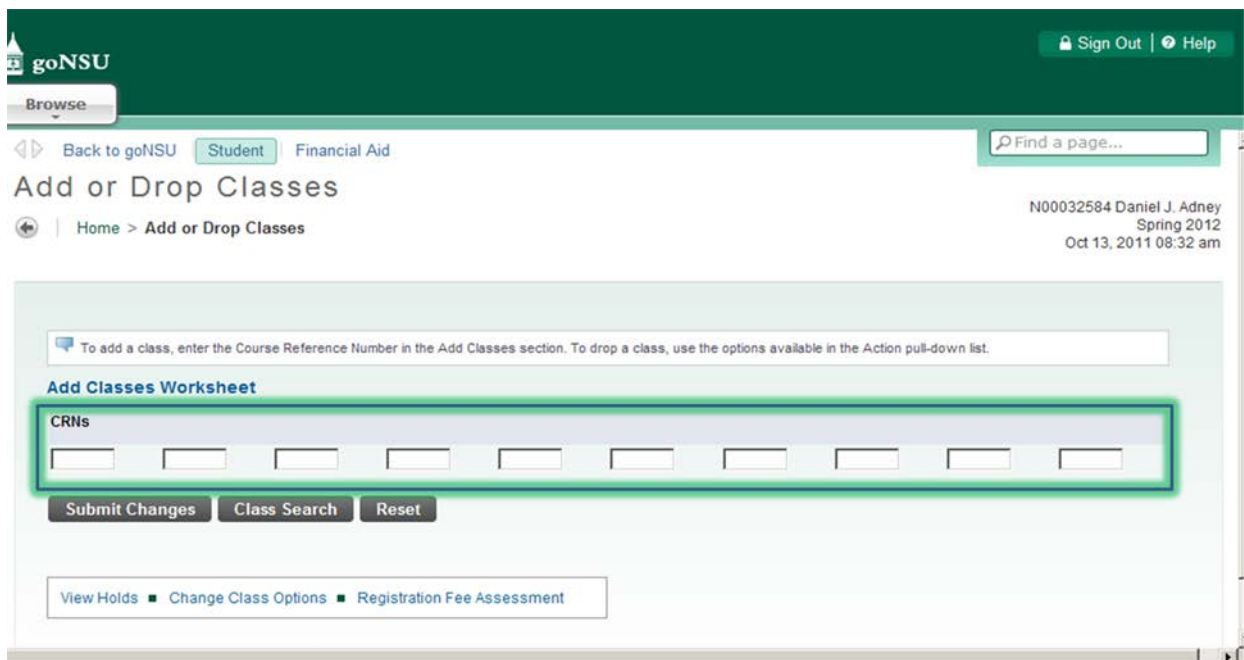 goNSU
Sign Out | Help
Browse
Back to goNSU Student Financial Aid
Find a page...
Add or Drop Classes
N00032584 Daniel J. Adney
Home > Add or Drop Classes
Spring 2012
Oct 13, 2011 08:32 am
To add a class, enter the Course Reference Number in the Add Classes section. To drop a class, use the options available in the Action pull-down list.
Add Classes Worksheet
CRNs
Submit Changes Class Search Reset
View Holds ■ Change Class Options ■ Registration Fee Assessment